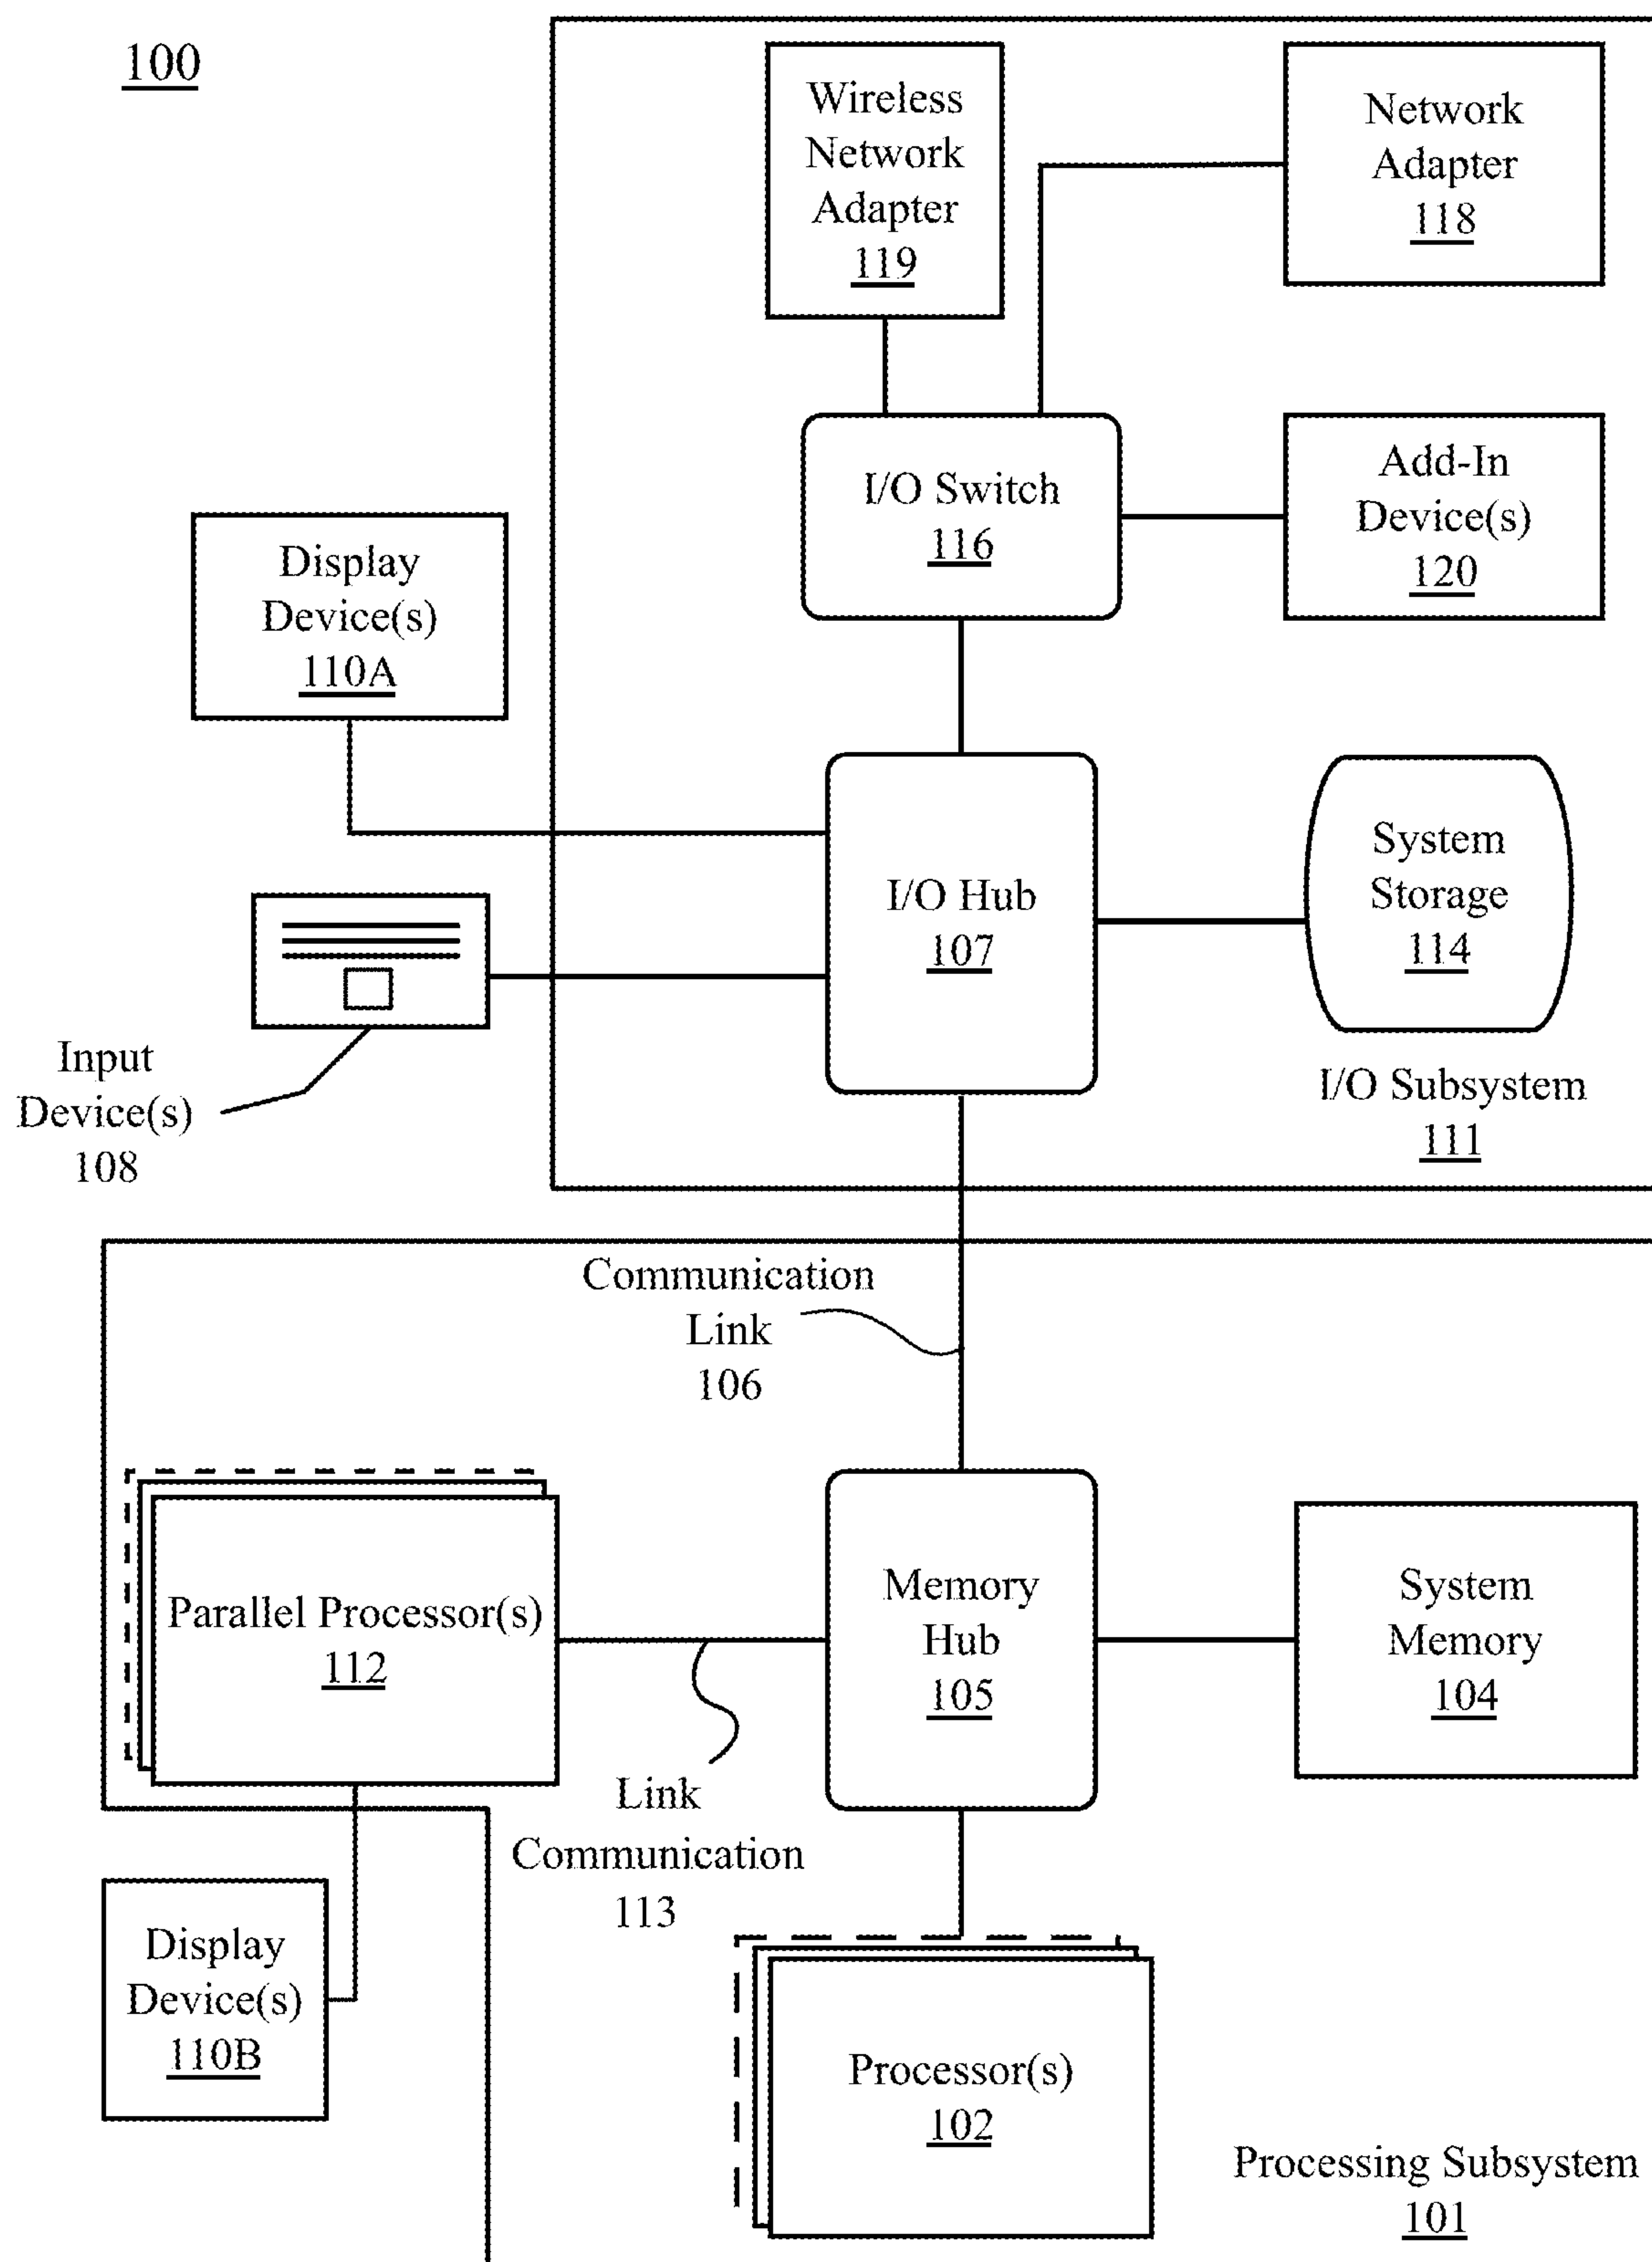 100
Wireless
Network
Adapter
119
Network
Adapter
118
I/O Switch
116
Add-In
Device(s)
120
Display
Device(s)
110A
I/O Hub
107
System
Storage
114
Input
Device(s)
108
I/O Subsystem
111
Communication
Link
106
Parallel Processor(s)
112
Memory
Hub
105
System
Memory
104
Link
Communication
113
Display
Device(s)
110B
Processor(s)
102
Processing Subsystem
101